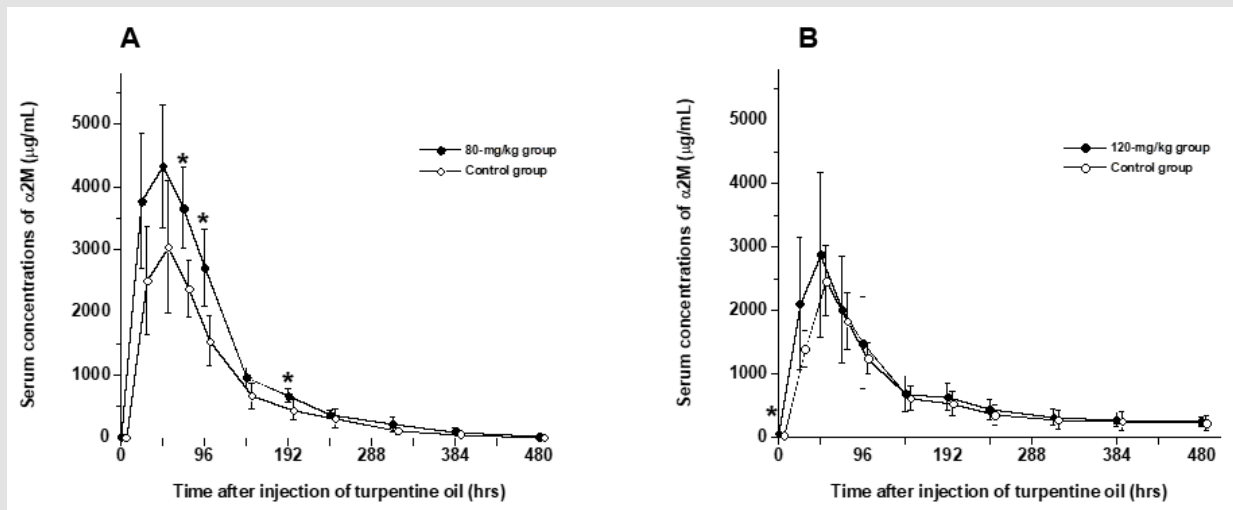 A
Serum concentrations of α2M (μg/mL)
5000
4000
3000
2000
1000
0
*
*
*
80-mg/kg group
Control group
0 96 192 288 384 480
Time after injection of turpentine oil (hrs)
B
Serum concentrations of α2M (μg/mL)
5000
4000
3000
2000
1000
0
*
120-mg/kg group
Control group
0 96 192 288 384 480
Time after injection of turpentine oil (hrs)